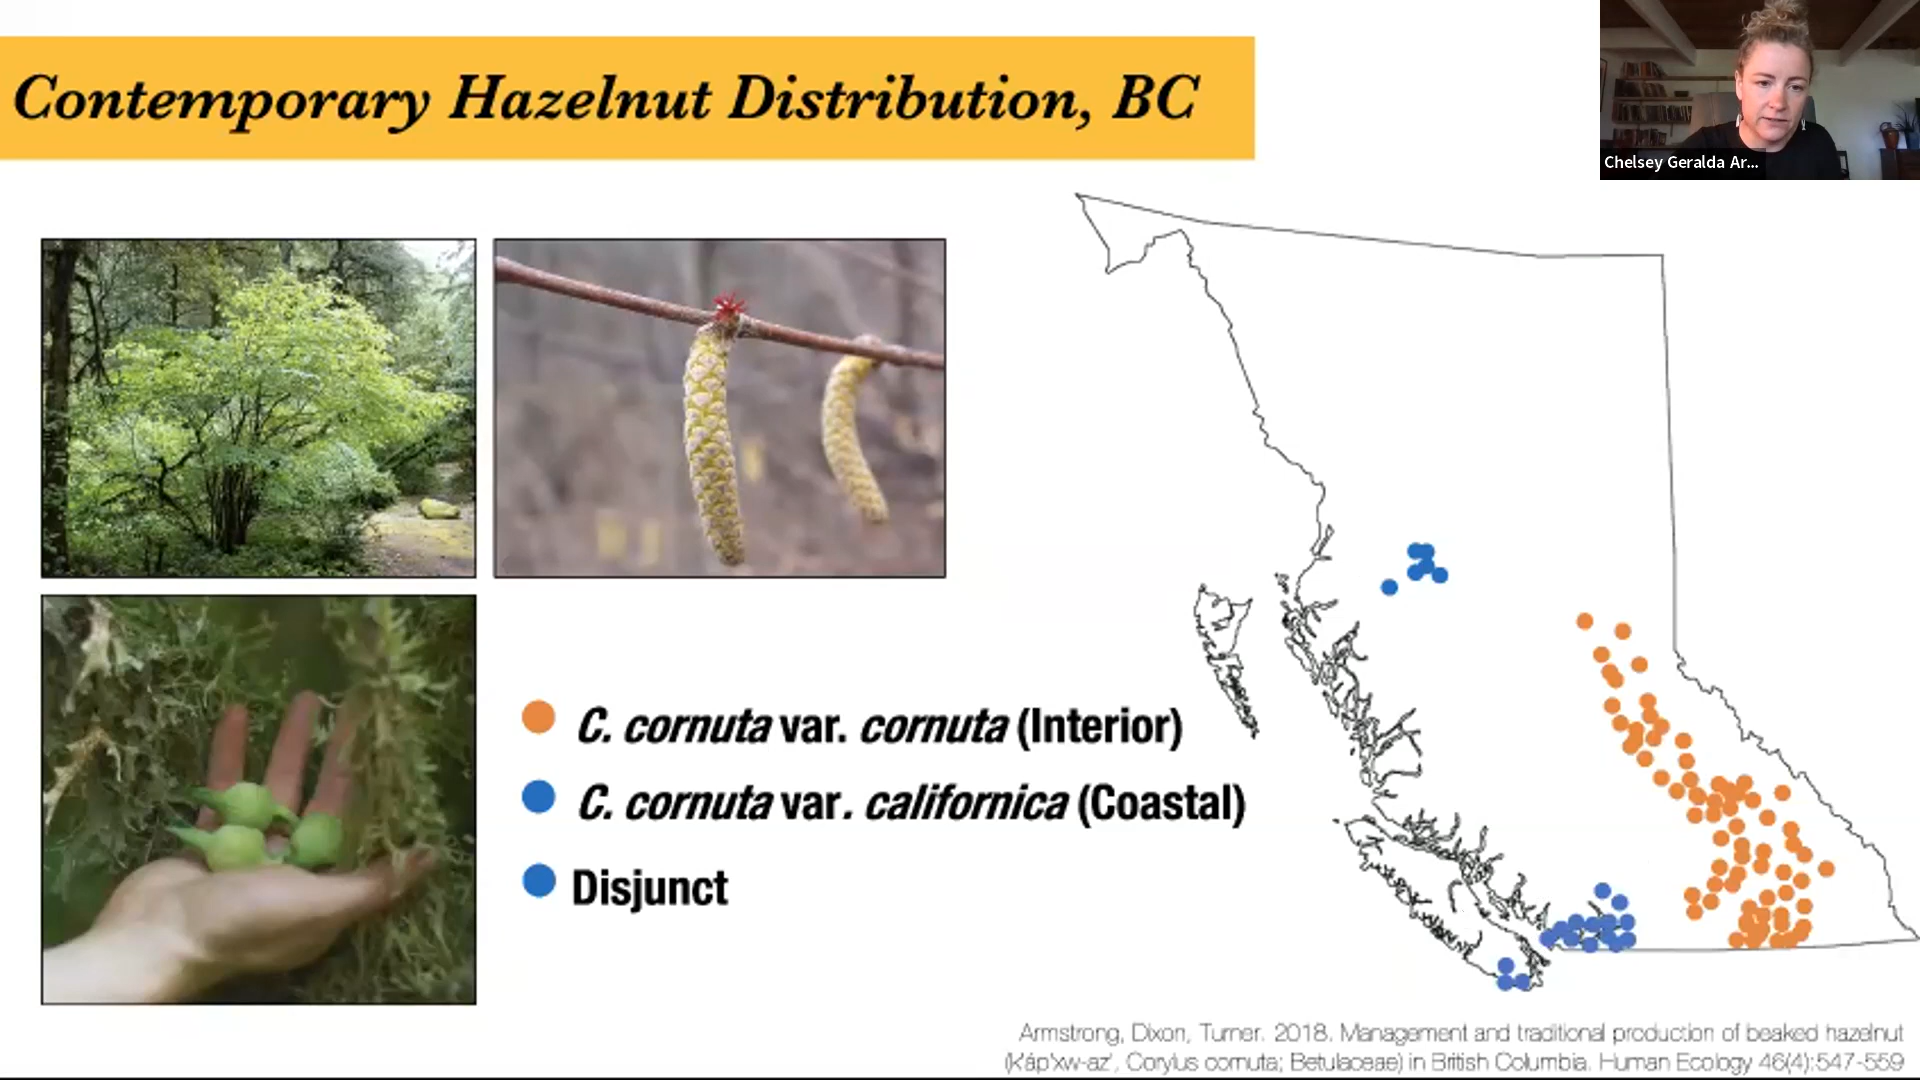 Contemporary Hazelnut Distribution, BC
Chelsey Geralda Ar...
C. cornuta var. cornuta (Interior)
C. cornuta var. californica (Coastal)
Disjunct
Armstrong, Dixon, Turner. 2018. Management and traditional production of beaked hazelnut
(k'áp'xw-az', Corylus cornuta; Betulaceae) in British Columbia. Human Ecology 46(4):547-559